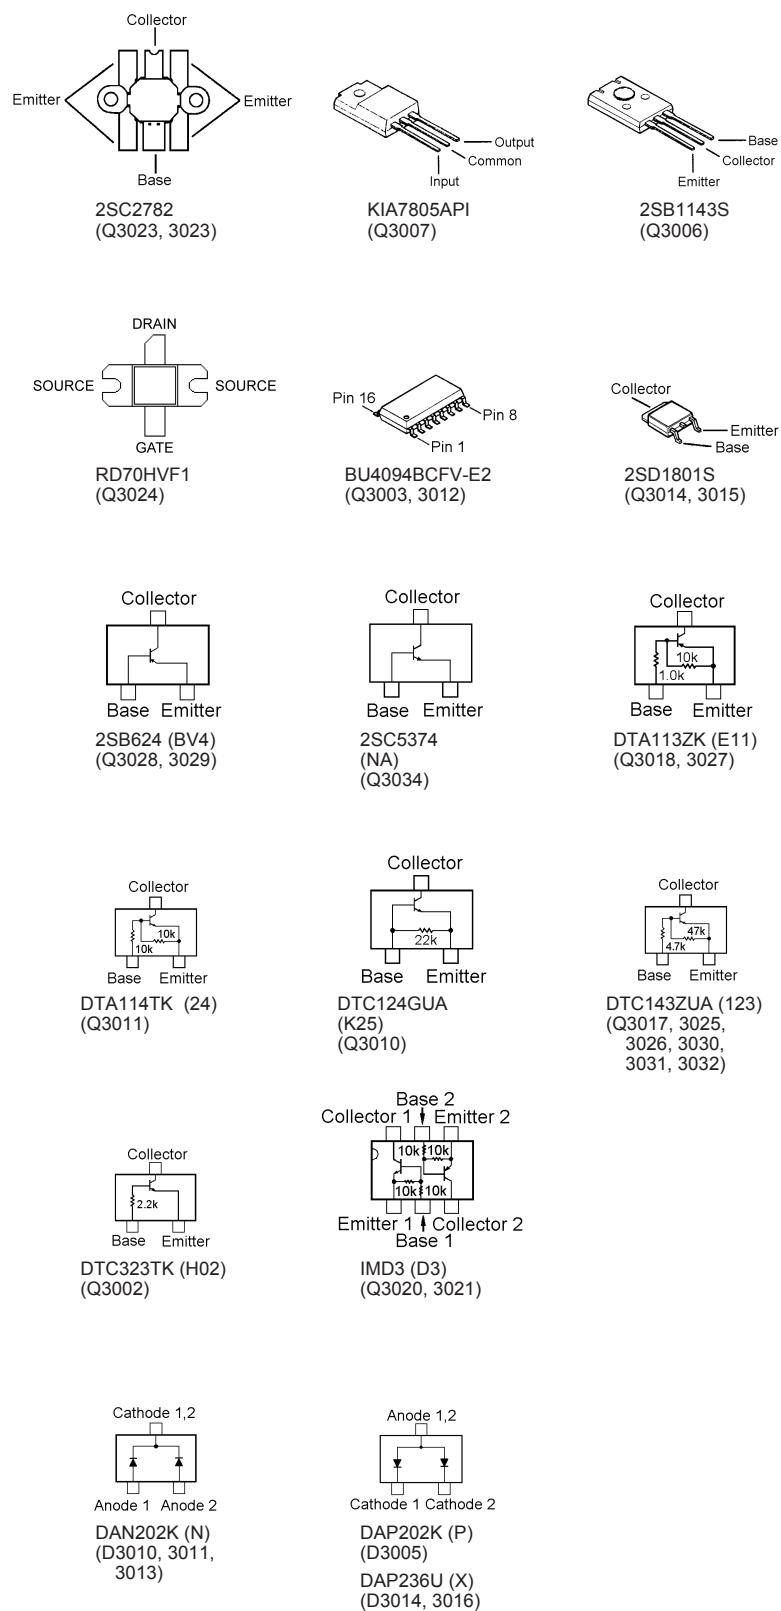 Collector
Emitter
Emitter
Base
2SC2782
(Q3023, 3023)
Output
Common
Input
KIA7805API
(Q3007)
Base
Collector
Emitter
2SB1143S
(Q3006)
DRAIN
SOURCE
SOURCE
GATE
RD70HVF1
(Q3024)
Pin 16
Pin 8
Pin 1
BU4094BCFV-E2
(Q3003, 3012)
Collector
Emitter
Base
2SD1801S
(Q3014, 3015)
Collector
Base Emitter
2SB624 (BV4)
(Q3028, 3029)
Collector
Base Emitter
2SC5374
(NA)
(Q3034)
Collector
10k
1.0k
Base Emitter
DTA113ZK (E11)
(Q3018, 3027)
Collector
10k
10k
Base Emitter
DTA114TK (24)
(Q3011)
Collector
22k
Base Emitter
DTC124GUA
(K25)
(Q3010)
Collector
47k
4.7k
Base Emitter
DTC143ZUA (123)
(Q3017, 3025,
3026, 3030,
3031, 3032)
Collector
2.2k
Base Emitter
DTC323TK (H02)
(Q3002)
Base 2
Collector 1 Emitter 2
10k 10k
10k 10k
Emitter 1 Collector 2
Base 1
IMD3 (D3)
(Q3020, 3021)
Cathode 1,2
Anode 1 Anode 2
DAN202K (N)
(D3010, 3011,
3013)
Anode 1,2
Cathode 1 Cathode 2
DAP202K (P)
(D3005)
DAP236U (X)
(D3014, 3016)